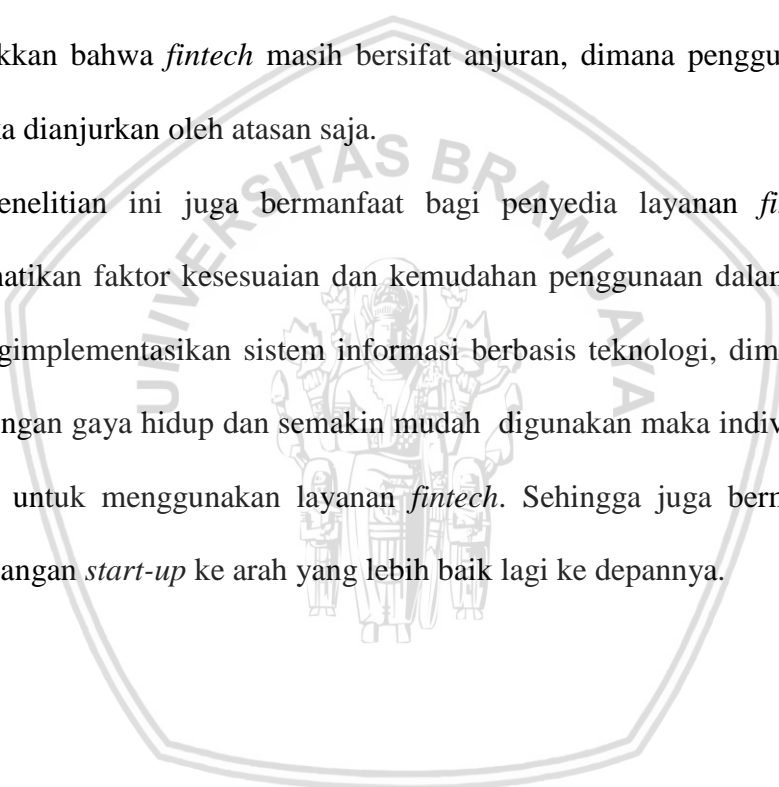 kkan bahwa fintech masih bersifat anjuran, dimana penggu
a dianjurkan oleh atasan saja.
enelitian ini juga bermanfaat bagi penyedia layanan fi
atikan faktor kesesuaian dan kemudahan penggunaan dalan
gimplementasikan sistem informasi berbasis teknologi, dim
ngan gaya hidup dan semakin mudah digunakan maka indiv
untuk menggunakan layanan fintech. Sehingga juga bern
angan start-up ke arah yang lebih baik lagi ke depannya.
UNIVERSITAS BRAWIJAYA